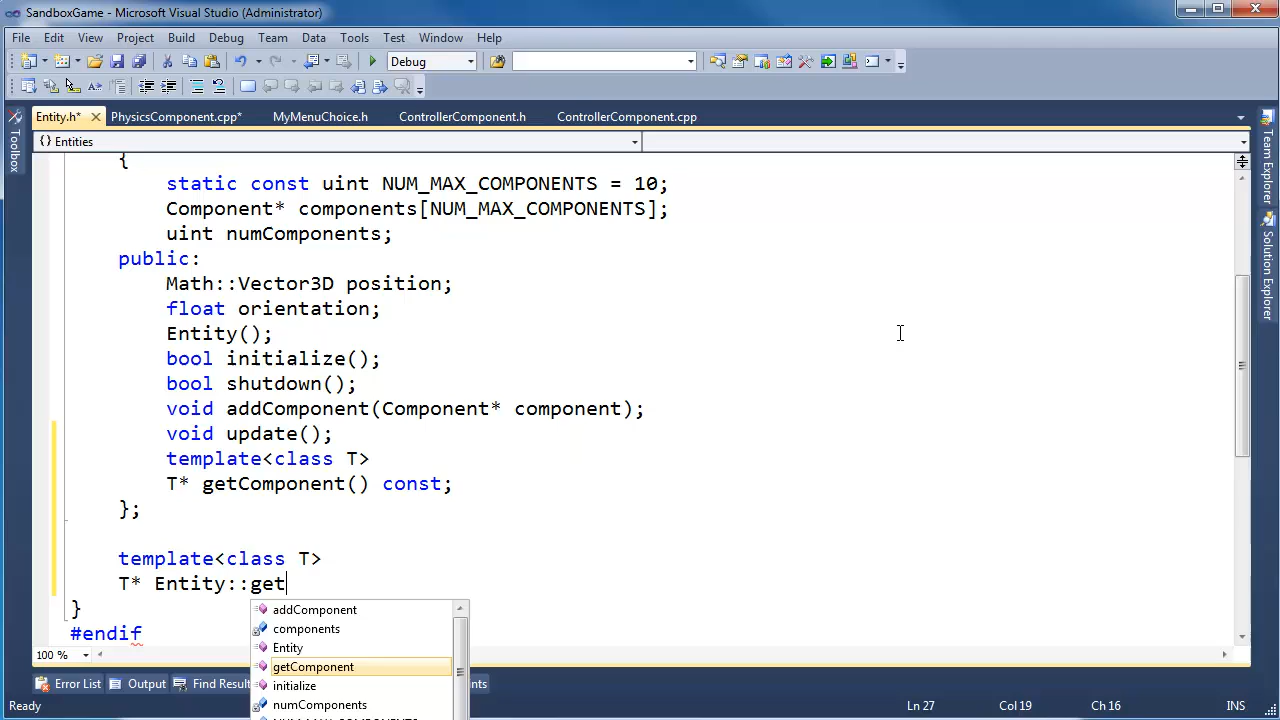 SandboxGame - Microsoft Visual Studio (Administrator)
File Edit View Project Build Debug Team Data Tools Test Window Help
Debug
Entity.h* PhysicsComponent.cpp* MyMenuChoice.h ControllerComponent.h ControllerComponent.cpp
{} Entities
{
static const uint NUM_MAX_COMPONENTS = 10;
Component* components[NUM_MAX_COMPONENTS];
uint numComponents;
public:
Math::Vector3D position;
float orientation;
Entity();
bool initialize();
bool shutdown();
void addComponent(Component* component);
void update();
template<class T>
T* getComponent() const;
};
template<class T>
T* Entity::get
}
#endif
addComponent
components
Entity
getComponent
initialize
numComponents
100 %
Error List Output Find Result
Ready Ln 27 Col 19 Ch 16 INS
Toolbox
Team Explorer
Solution Explorer